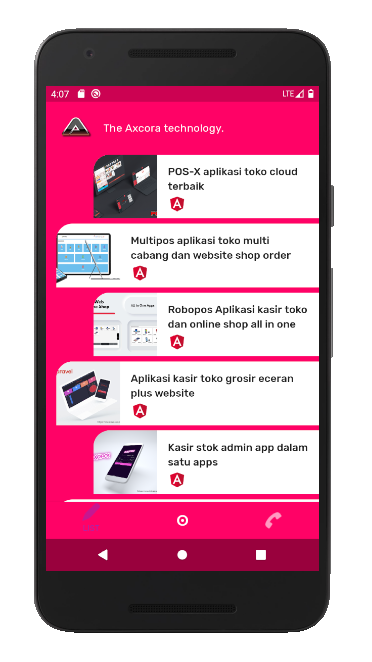 4:07
LTE
The Axcora technology.
POS-X aplikasi toko cloud
terbaik
Multipos aplikasi toko multi
cabang dan website shop order
Robopos Aplikasi kasir toko
dan online shop all in one
Aplikasi kasir toko grosir eceran
plus website
Kasir stok admin app dalam
satu apps